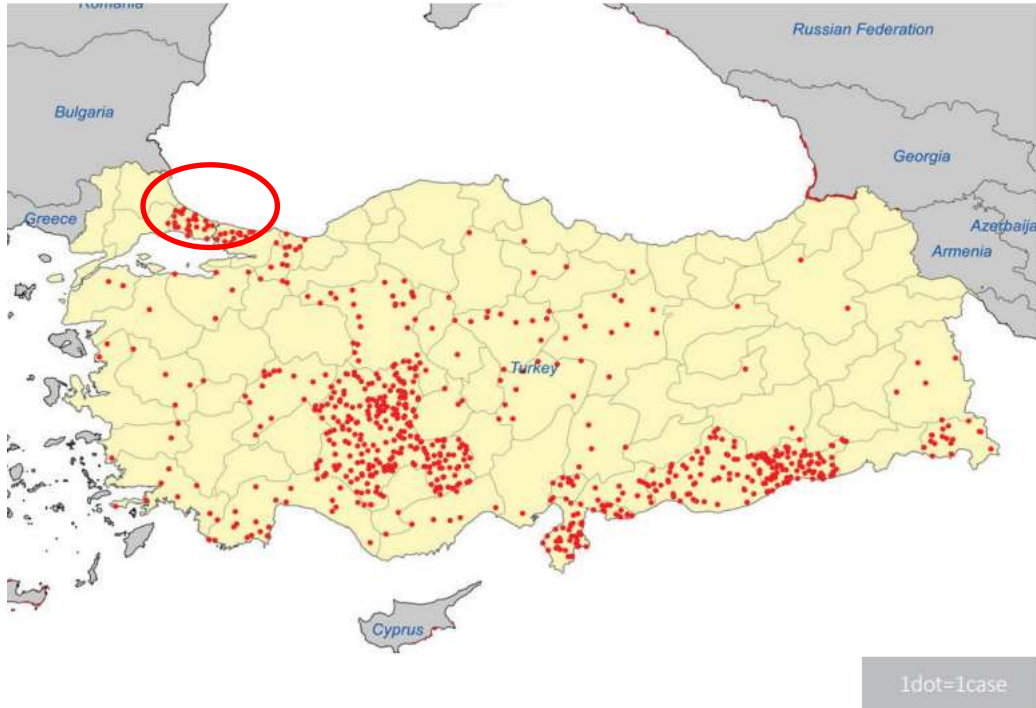 Russian Federation
Bulgaria
Georgia
Greece
Azerbaija
Armenia
Turkey
Cyprus
1dot=1case